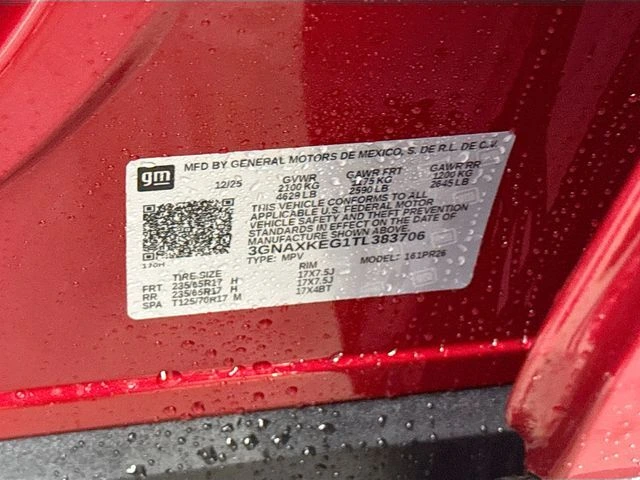 gm MFD BY GENERAL MOTORS DE MEXICO, S. DE R.L. DE C.V.
12/25 GVWR GAWR FRT GAWR RR
2100 KG 1175 KG 1200 KG
4629 LB 2590 LB 2645 LB
THIS VEHICLE CONFORMS TO ALL
APPLICABLE U.S. FEDERAL MOTOR
VEHICLE SAFETY AND THEFT PREVENTION
STANDARDS IN EFFECT ON THE DATE OF
MANUFACTURE SHOWN ABOVE.
3GNAXKEG1TL383706
TYPE: MPV MODEL: 161PR26
TIRE SIZE RIM
FRT 235/65R17 H 17X7.5J
RR 235/65R17 H 17X7.5J
SPA T125/70R17 M 17X4BT